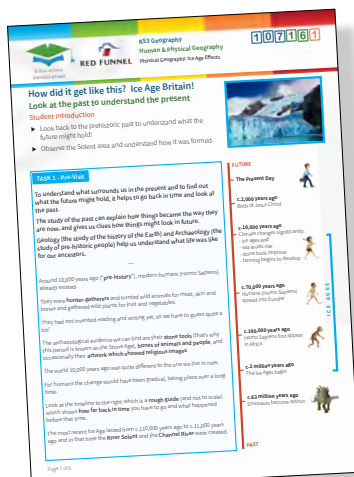 Education
Destination
RED FUNNEL
KS3 Geography
Human & Physical Geography
Physical Geography: Ice Age Effects
107161
How did it get like this? Ice Age Britain!
Look at the past to understand the present
Student Introduction
Look back to the prehistoric past to understand what the
future might hold!
Observe the Solent area and understand how it was formed.
TASK 1 - Pre-Visit
To understand what surrounds us in the present and to find out
what the future might hold, it helps to go back in time and look at
the past.
The study of the past can explain how things became the way they
are now, and gives us clues how things might look in future.
Geology (the study of the history of Earth) and Archaeology (the
study of pre-historic people) help us understand what life was like
for our ancestors.
Around 10,000 years ago ("pre-history"), modern humans (Homo Sapiens)
already existed.
They were hunter-gatherers and hunted wild animals for meat, skin and
bones and gathered wild plants for fruit and vegetables.
They had not invented reading and writing yet, so we have to guess quite a
lot!
The archaeological evidence we can find are their stone tools (that's why
this period is known as the Stone Age), bones of animals and people, and
occasionally their artwork which showed religious images.
The world 10,000 years ago was quite different to the one we live in now.
For humans the change would have been gradual, taking place over a long
time.
Look at the timeline to the right which is a rough guide (and not to scale)
which shows how far back in time you have to go and what happened
before that time.
The most recent Ice Age lasted from c.110,000 years ago to c.11,000 years
ago and in that time the River Solent and the Channel River were created.
FUTURE
The Present Day
c.2,000 years ago
Birth of Jesus Christ
c.10,000 years ago
Climate changes significantly,
- ice ages end
- sea levels rise
- stone tools improve
- farming begins to develop
c.70,000 years ago
Humans (Homo Sapiens)
spread into Europe
c.200,000 years ago
Homo Sapiens first appear
in Africa
c.2 million years ago
The Ice Ages begin
c.63 million years ago
Dinosaurs become extinct
PAST
ICE AGES
Page 1 of 6